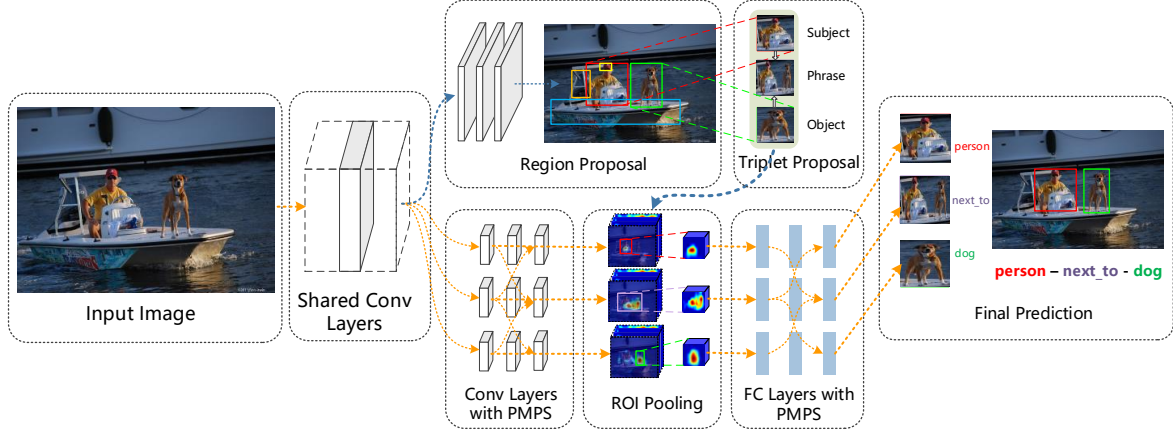 Input Image
Shared Conv
Layers
Region Proposal
Subject
Phrase
Object
Triplet Proposal
Conv Layers
with PMPS
ROI Pooling
FC Layers with
PMPS
person
next_to
dog
person – next_to - dog
Final Prediction